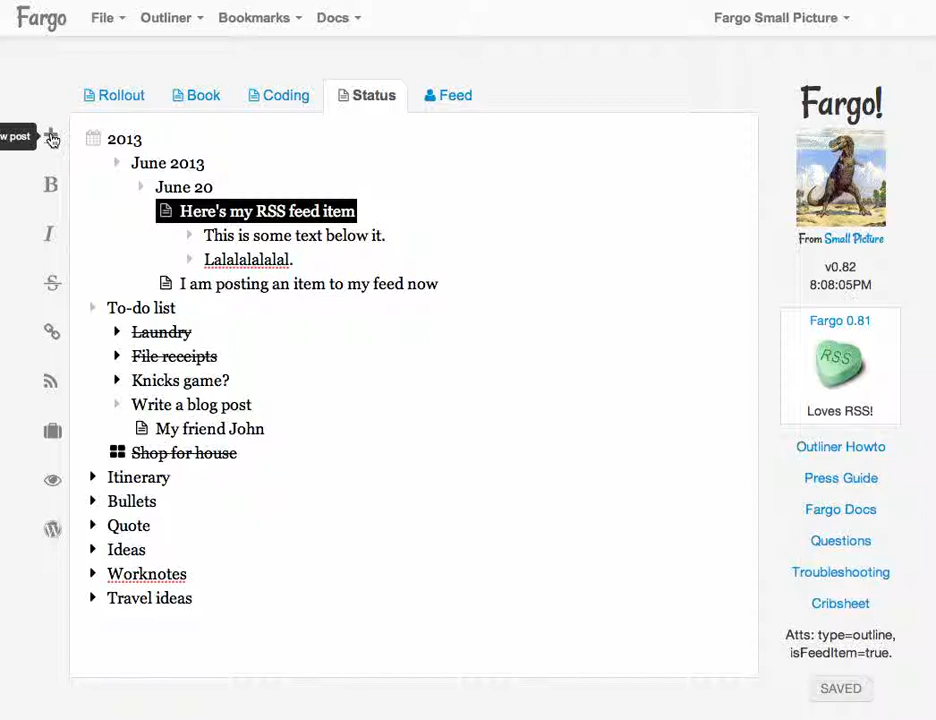 Fargo File Outliner Bookmarks Docs Fargo Small Picture
Rollout Book Coding Status Feed
w post
2013
June 2013
June 20
Here's my RSS feed item
This is some text below it.
Lalalalalalal.
I am posting an item to my feed now
To-do list
Laundry
File receipts
Knicks game?
Write a blog post
My friend John
Shop for house
Itinerary
Bullets
Quote
Ideas
Worknotes
Travel ideas
B
I
S
Fargo!
From Small Picture
v0.82
8:08:05PM
Fargo 0.81
RSS
Loves RSS!
Outliner Howto
Press Guide
Fargo Docs
Questions
Troubleshooting
Cribsheet
Atts: type=outline,
isFeedItem=true.
SAVED